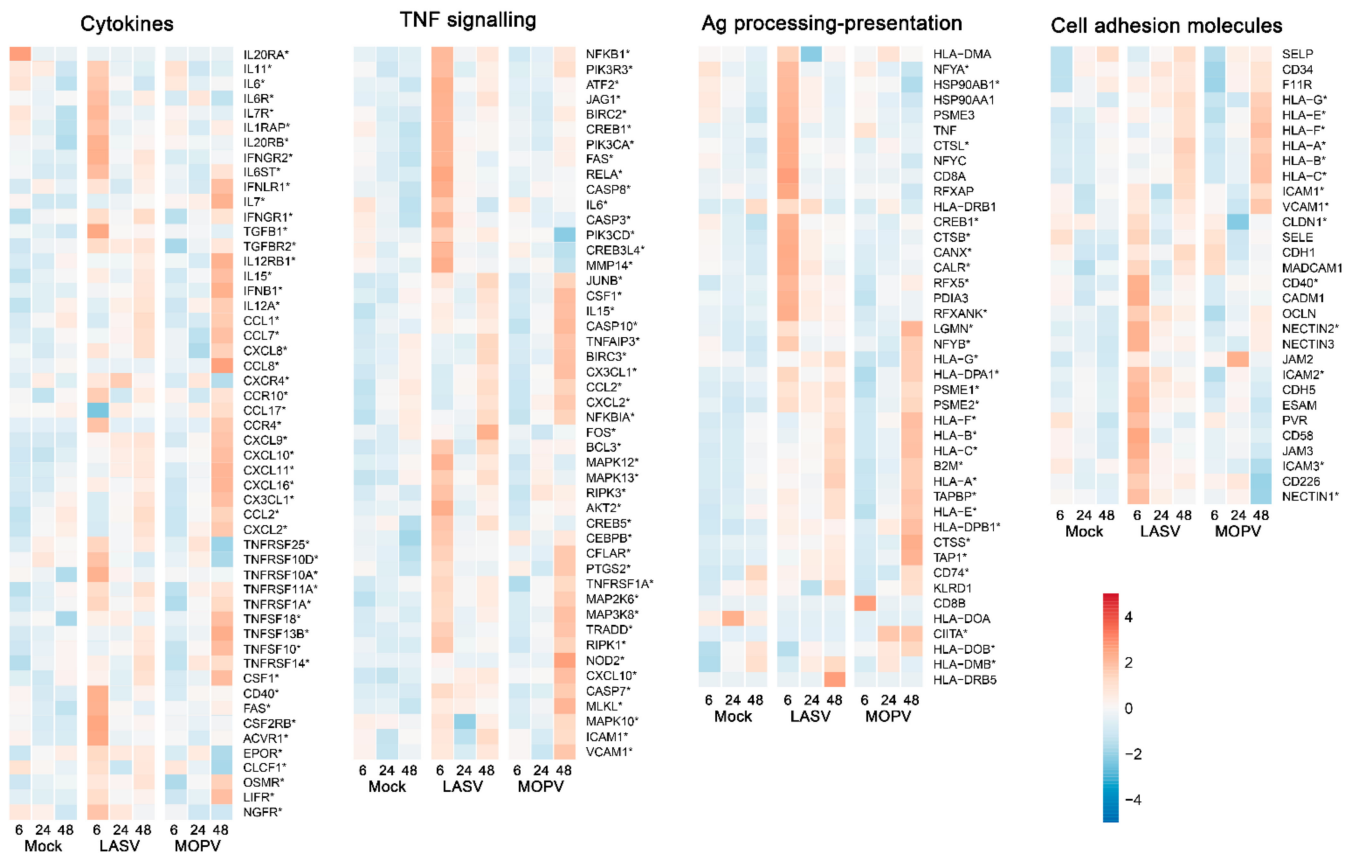 Cytokines
IL20RA*
IL11*
IL6*
IL6R*
IL7R*
IL1RAP*
IL20RB*
IFNGR2*
IL6ST*
IFNLR1*
IL7*
IFNGR1*
TGFB1*
TGFBR2*
IL12RB1*
IL15*
IFNB1*
IL12A*
CCL1*
CCL7*
CXCL8*
CCL8*
CXCR4*
CCR10*
CCL17*
CCR4*
CXCL9*
CXCL10*
CXCL11*
CXCL16*
CX3CL1*
CCL2*
CXCL2*
TNFRSF25*
TNFRSF10D*
TNFRSF10A*
TNFRSF11A*
TNFRSF1A*
TNFSF18*
TNFSF13B*
TNFSF10*
TNFRSF14*
CSF1*
CD40*
FAS*
CSF2RB*
ACVR1*
EPOR*
CLCF1*
OSMR*
LIFR*
NGFR*
6 24 48 6 24 48 6 24 48
Mock LASV MOPV
TNF signalling
NFKB1*
PIK3R3*
ATF2*
JAG1*
BIRC2*
CREB1*
PIK3CA*
FAS*
RELA*
CASP8*
IL6*
CASP3*
PIK3CD*
CREB3L4*
MMP14*
JUNB*
CSF1*
IL15*
CASP10*
TNFAIP3*
BIRC3*
CX3CL1*
CCL2*
CXCL2*
NFKBIA*
FOS*
BCL3*
MAPK12*
MAPK13*
RIPK3*
AKT2*
CREB5*
CEBPB*
CFLAR*
PTGS2*
TNFRSF1A*
MAP2K6*
MAP3K8*
TRADD*
RIPK1*
NOD2*
CXCL10*
CASP7*
MLKL*
MAPK10*
ICAM1*
VCAM1*
6 24 48 6 24 48 6 24 48
Mock LASV MOPV
Ag processing-presentation
HLA-DMA
NFYA*
HSP90AB1*
HSP90AA1
PSME3
TNF
CTSL*
NFYC
CD8A
RFXAP
HLA-DRB1
CREB1*
CTSB*
CANX*
CALR*
RFX5*
PDIA3
RFXANK*
LGMN*
NFYB*
HLA-G*
HLA-DPA1*
PSME1*
PSME2*
HLA-F*
HLA-B*
HLA-C*
B2M*
HLA-A*
TAPBP*
HLA-E*
HLA-DPB1*
CTSS*
TAP1*
CD74*
KLRD1
CD8B
HLA-DOA
CIITA*
HLA-DOB*
HLA-DMB*
HLA-DRB5
6 24 48 6 24 48 6 24 48
Mock LASV MOPV
Cell adhesion molecules
SELP
CD34
F11R
HLA-G*
HLA-E*
HLA-F*
HLA-A*
HLA-B*
HLA-C*
ICAM1*
VCAM1*
CLDN1*
SELE
CDH1
MADCAM1
CD40*
CADM1
OCLN
NECTIN2*
NECTIN3
JAM2
ICAM2*
CDH5
ESAM
PVR
CD58
JAM3
ICAM3*
CD226
NECTIN1*
6 24 48 6 24 48 6 24 48
Mock LASV MOPV
4
2
0
−2
−4